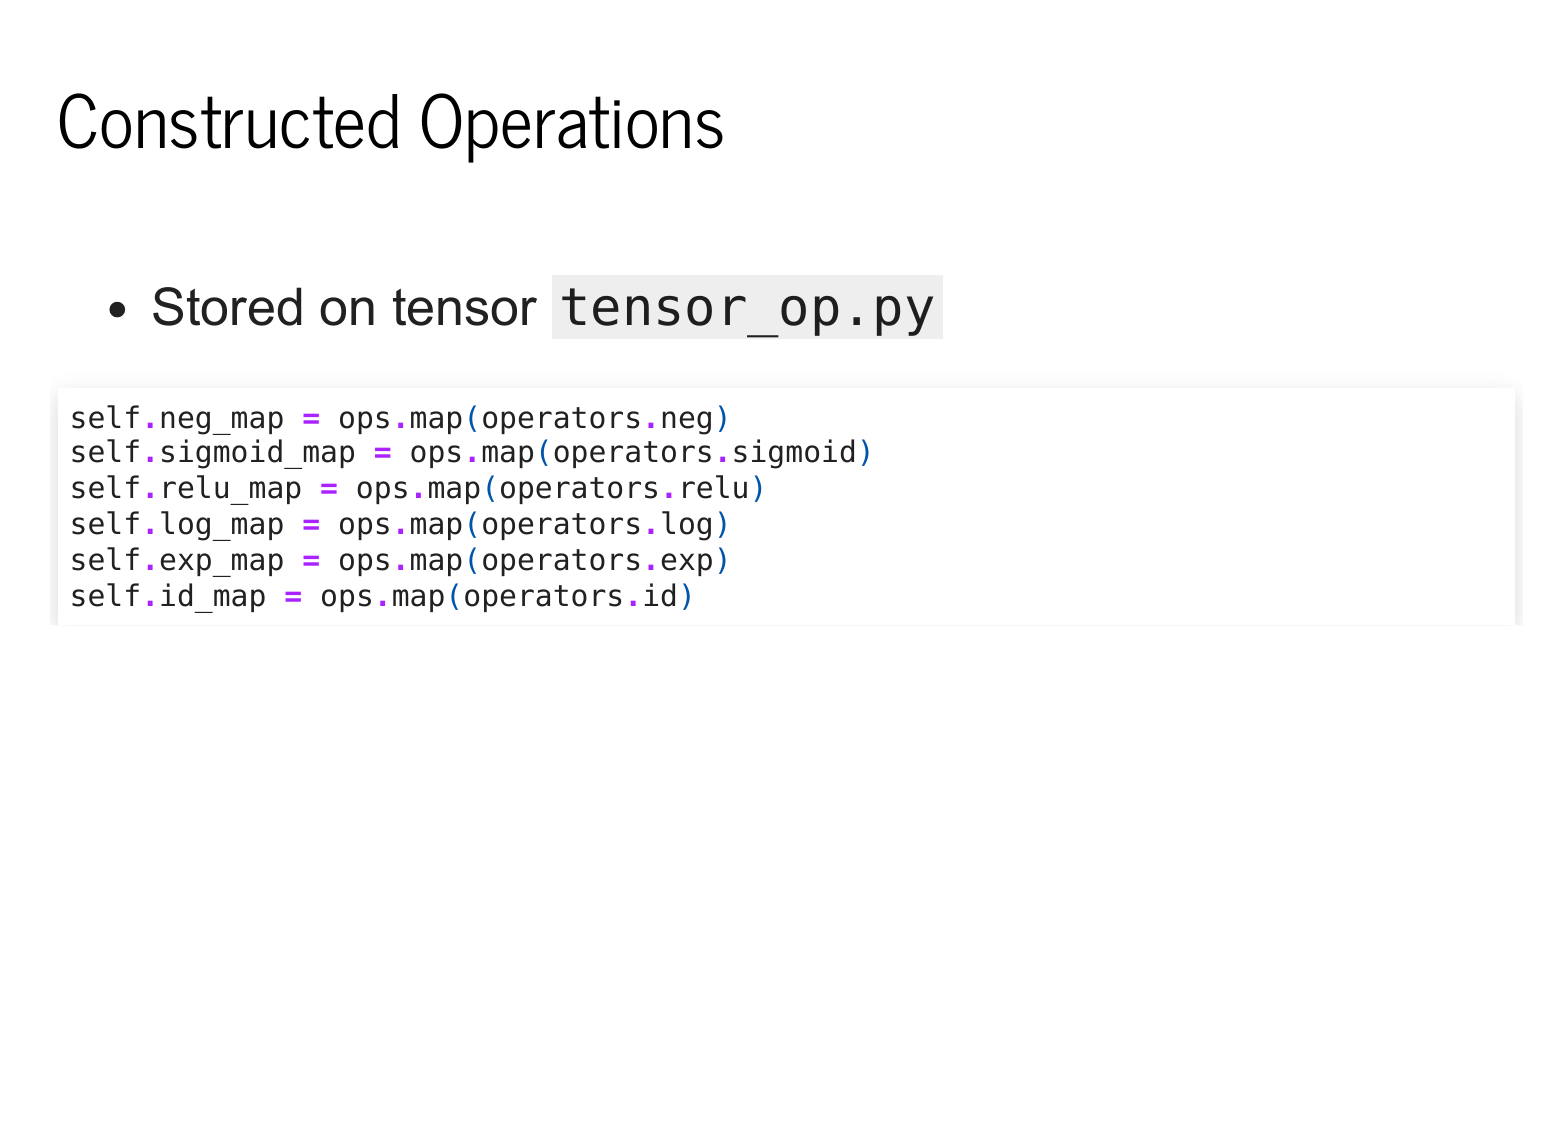 Constructed Operations
• Stored on tensor tensor_op.py
self.neg_map = ops.map(operators.neg)
self.sigmoid_map = ops.map(operators.sigmoid)
self.relu_map = ops.map(operators.relu)
self.log_map = ops.map(operators.log)
self.exp_map = ops.map(operators.exp)
self.id_map = ops.map(operators.id)